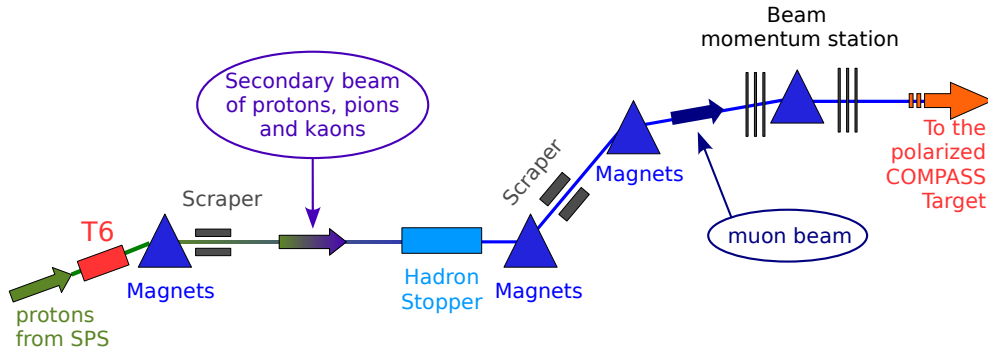 protons
from SPS
T6
Magnets
Scraper
Secondary beam
of protons, pions
and kaons
Hadron
Stopper
Magnets
Scraper
Magnets
muon beam
Beam
momentum station
To the
polarized
COMPASS
Target